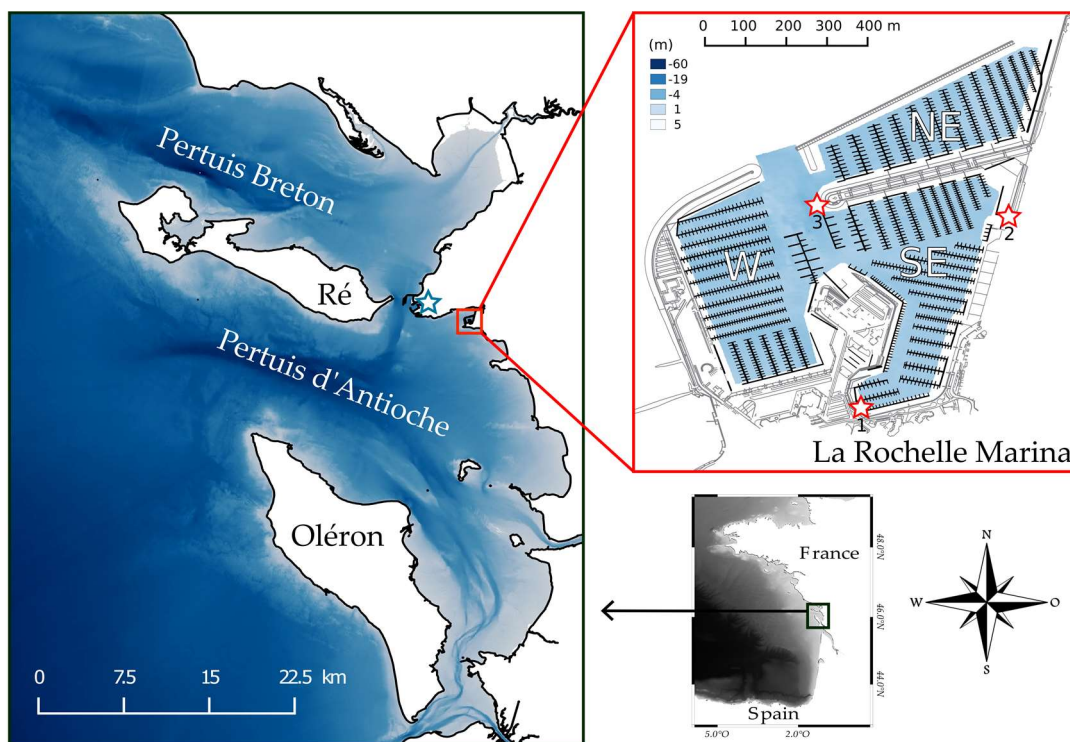 Pertuis Breton
Ré
Pertuis d'Antioche
Oléron
0 7.5 15 22.5 km
0 100 200 300 400 m
(m)
-60
-19
-4
1
5
NE
W
SE
3
2
1
La Rochelle Marina
France
Spain
48.0°N
46.0°N
44.0°N
5.0°O 2.0°O
N
W O
S